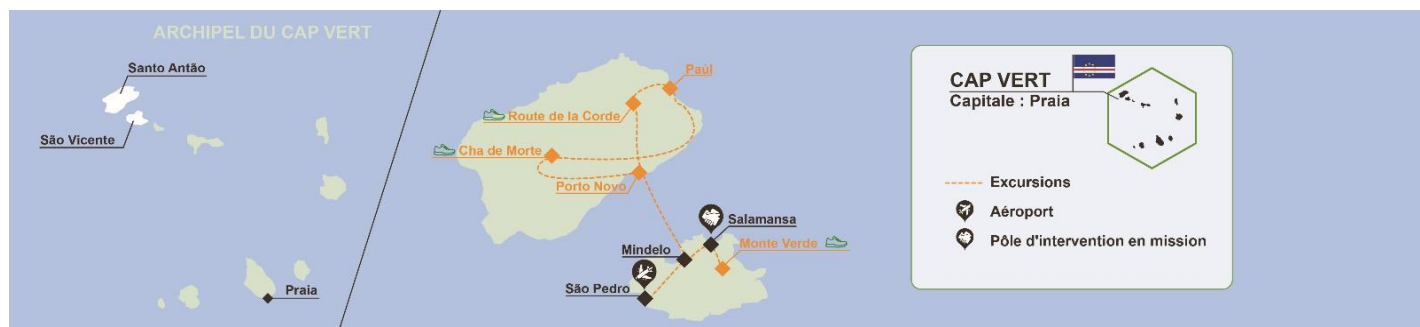 ARCHIPEL DU CAP VERT
Santo Antão
São Vicente
Praia
Paúl
Route de la Corde
Cha de Morte
Porto Novo
Salamansa
Monte Verde
Mindelo
São Pedro
CAP VERT
Capitale : Praia
Excursions
Aéroport
Pôle d'intervention en mission